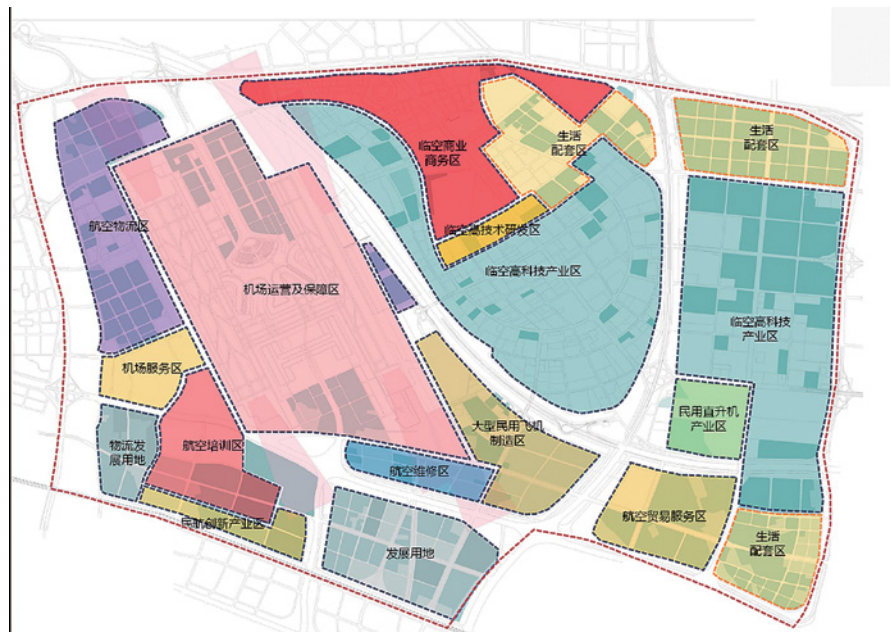 临空商业
商务区
生活
配套区
生活
配套区
航空物流区
临空高技术研发区
临空高科技产业区
机场运营及保障区
临空高科技
产业区
机场服务区
民用直升机
产业区
大型民用飞机
制造区
物流发
展用地
航空培训区
航空维修区
民航创新产业区
航空贸易服务区
发展用地
生活
配套区